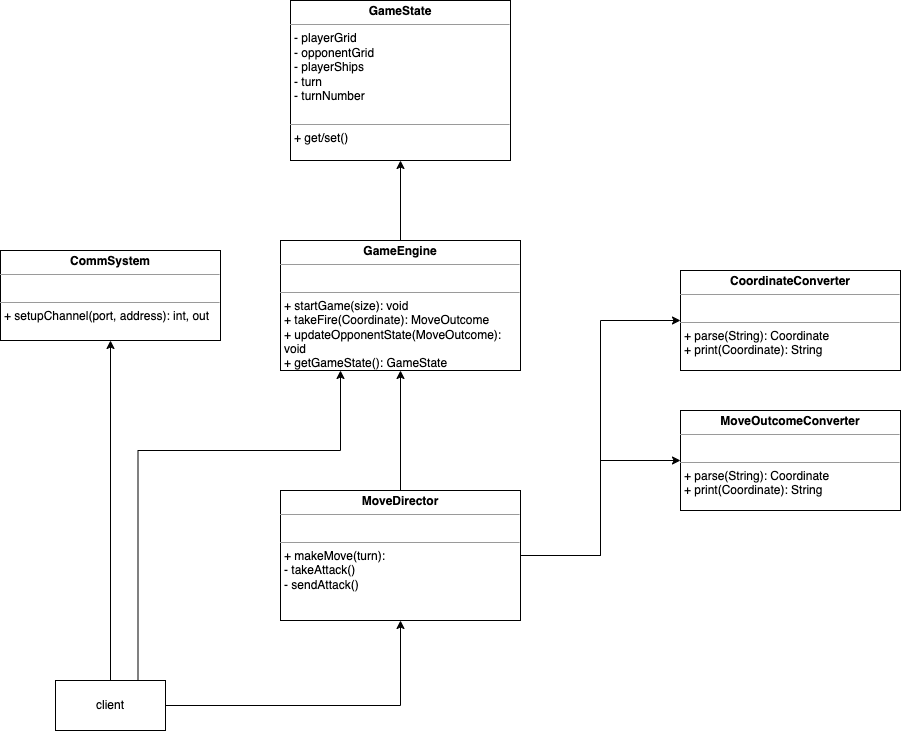 GameState
- playerGrid
- opponentGrid
- playerShips
- turn
- turnNumber
+ get/set()
GameEngine
+ startGame(size): void
+ takeFire(Coordinate): MoveOutcome
+ updateOpponentState(MoveOutcome):
void
+ getGameState(): GameState
CommSystem
+ setupChannel(port, address): int, out
CoordinateConverter
+ parse(String): Coordinate
+ print(Coordinate): String
MoveOutcomeConverter
+ parse(String): Coordinate
+ print(Coordinate): String
MoveDirector
+ makeMove(turn):
- takeAttack()
- sendAttack()
client